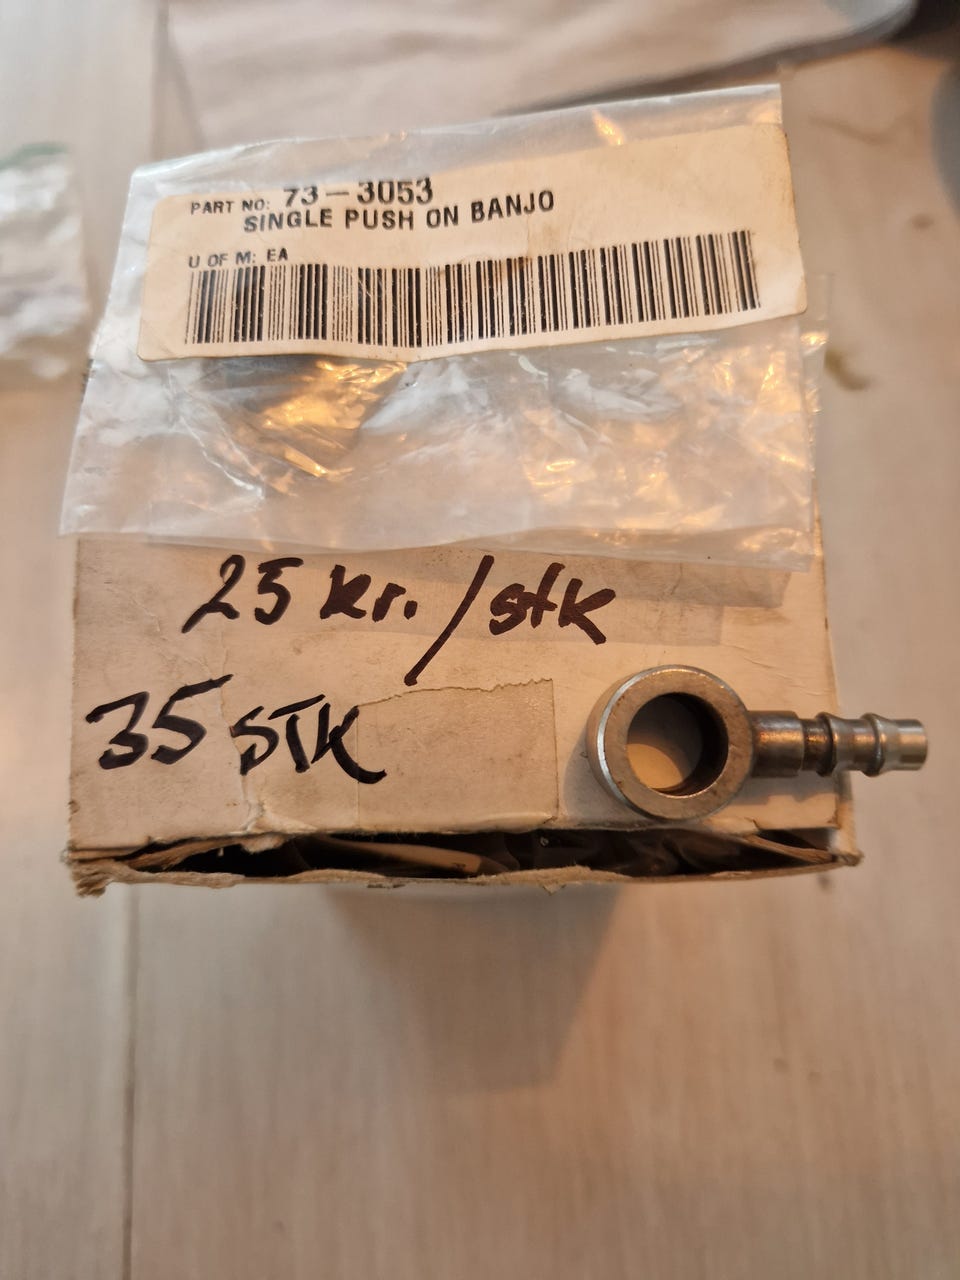 PART NO: 73-3053
SINGLE PUSH ON BANJO
U OF M: EA
25 kr. / stk
35 STK